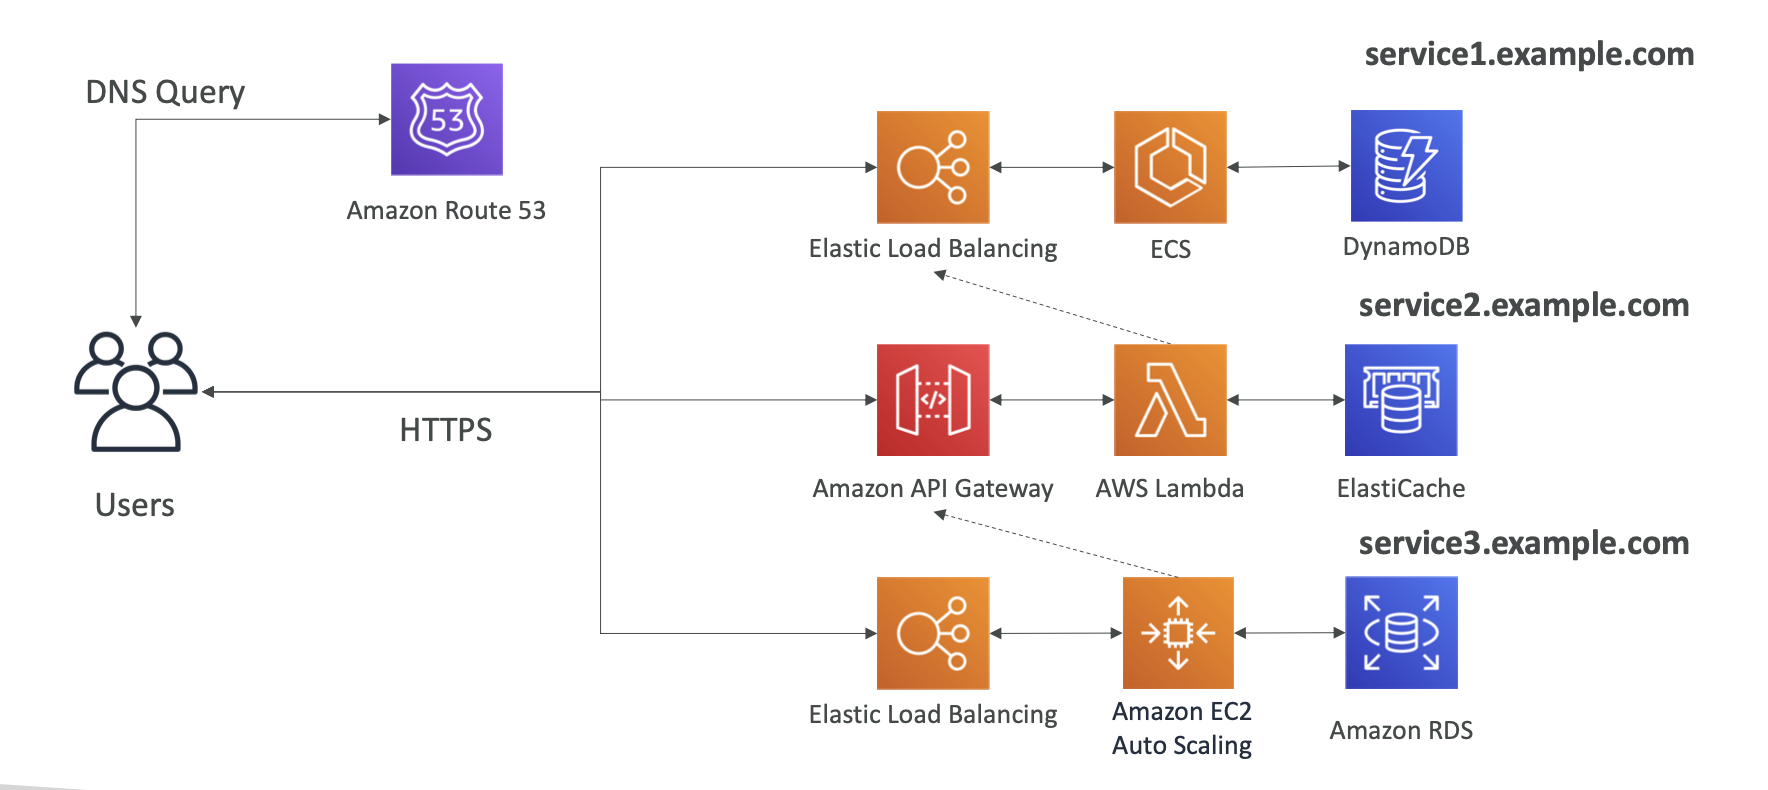 DNS Query
53
Amazon Route 53
Users
HTTPS
service1.example.com
Elastic Load Balancing
ECS
DynamoDB
service2.example.com
</>
Amazon API Gateway
AWS Lambda
ElastiCache
service3.example.com
Elastic Load Balancing
Amazon EC2
Auto Scaling
Amazon RDS